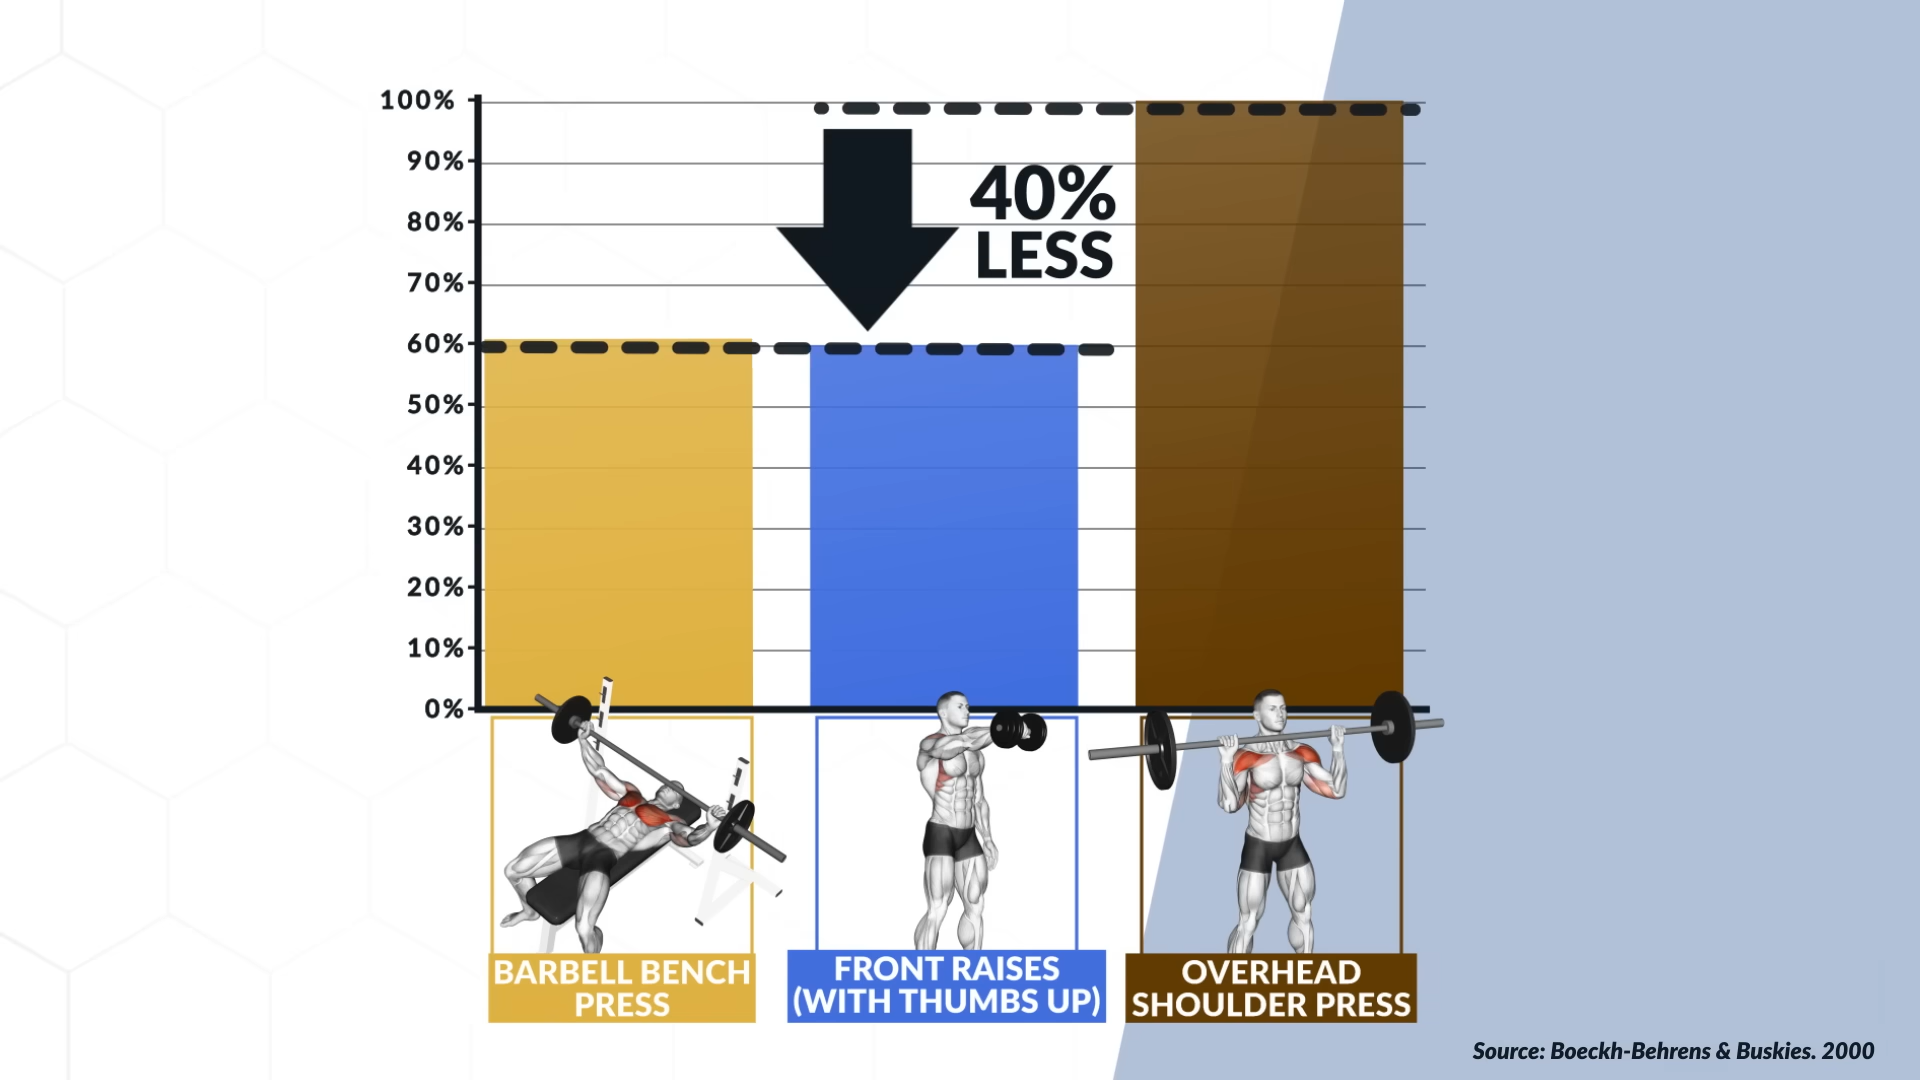 100%
90%
80%
70%
60%
50%
40%
30%
20%
10%
0%
40%
LESS
BARBELL BENCH
PRESS
FRONT RAISES
(WITH THUMBS UP)
OVERHEAD
SHOULDER PRESS
Source: Boeckh-Behrens & Buskies. 2000